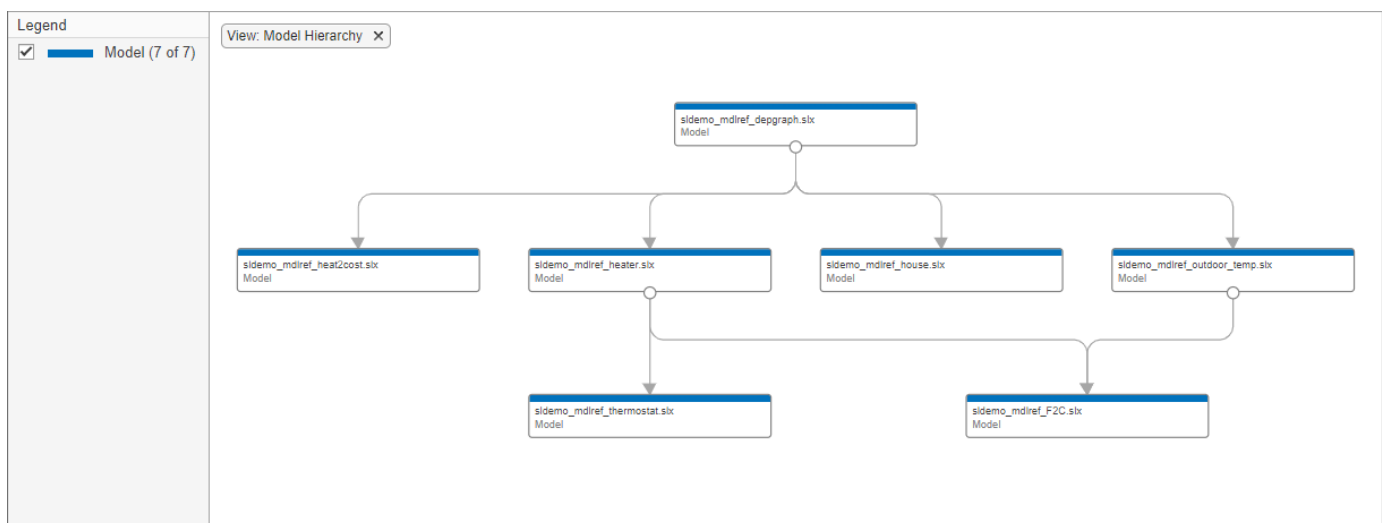 Legend
Model (7 of 7)
View: Model Hierarchy
sldemo_mdlref_depgraph.slx
Model
sldemo_mdlref_heat2cost.slx
Model
sldemo_mdlref_heater.slx
Model
sldemo_mdlref_house.slx
Model
sldemo_mdlref_outdoor_temp.slx
Model
sldemo_mdlref_thermostat.slx
Model
sldemo_mdlref_F2C.slx
Model